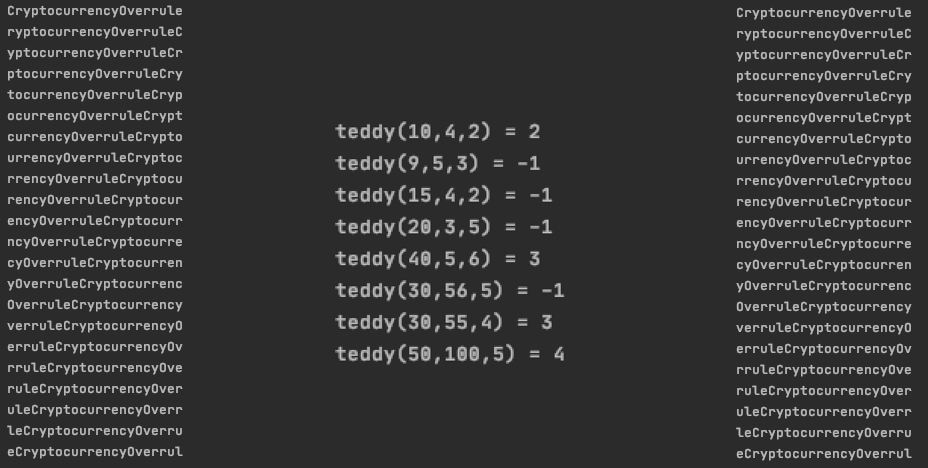 CryptocurrencyOverrule
ryptocurrencyOverruleC
yptocurrencyOverruleCr
ptocurrencyOverruleCry
tocurrencyOverruleCryp
ocurrencyOverruleCrypt
currencyOverruleCrypto
urrencyOverruleCryptoc
rrencyOverruleCryptocu
rencyOverruleCryptocur
encyOverruleCryptocurr
ncyOverruleCryptocurre
cyOverruleCryptocurren
yOverruleCryptocurrenc
OverruleCryptocurrency
verruleCryptocurrencyO
erruleCryptocurrencyOv
rruleCryptocurrencyOve
ruleCryptocurrencyOver
uleCryptocurrencyOverr
leCryptocurrencyOverru
eCryptocurrencyOverrul
teddy(10,4,2) = 2
teddy(9,5,3) = -1
teddy(15,4,2) = -1
teddy(20,3,5) = -1
teddy(40,5,6) = 3
teddy(30,56,5) = -1
teddy(30,55,4) = 3
teddy(50,100,5) = 4
CryptocurrencyOverrule
ryptocurrencyOverruleC
yptocurrencyOverruleCr
ptocurrencyOverruleCry
tocurrencyOverruleCryp
ocurrencyOverruleCrypt
currencyOverruleCrypto
urrencyOverruleCryptoc
rrencyOverruleCryptocu
rencyOverruleCryptocur
encyOverruleCryptocurr
ncyOverruleCryptocurre
cyOverruleCryptocurren
yOverruleCryptocurrenc
OverruleCryptocurrency
verruleCryptocurrencyO
erruleCryptocurrencyOv
rruleCryptocurrencyOve
ruleCryptocurrencyOver
uleCryptocurrencyOverr
leCryptocurrencyOverru
eCryptocurrencyOverrul